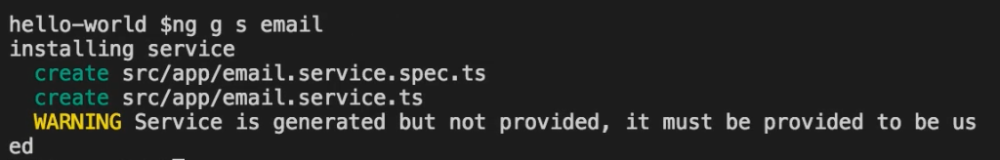 hello-world $ng g s email
installing service
create src/app/email.service.spec.ts
create src/app/email.service.ts
WARNING Service is generated but not provided, it must be provided to be us
ed